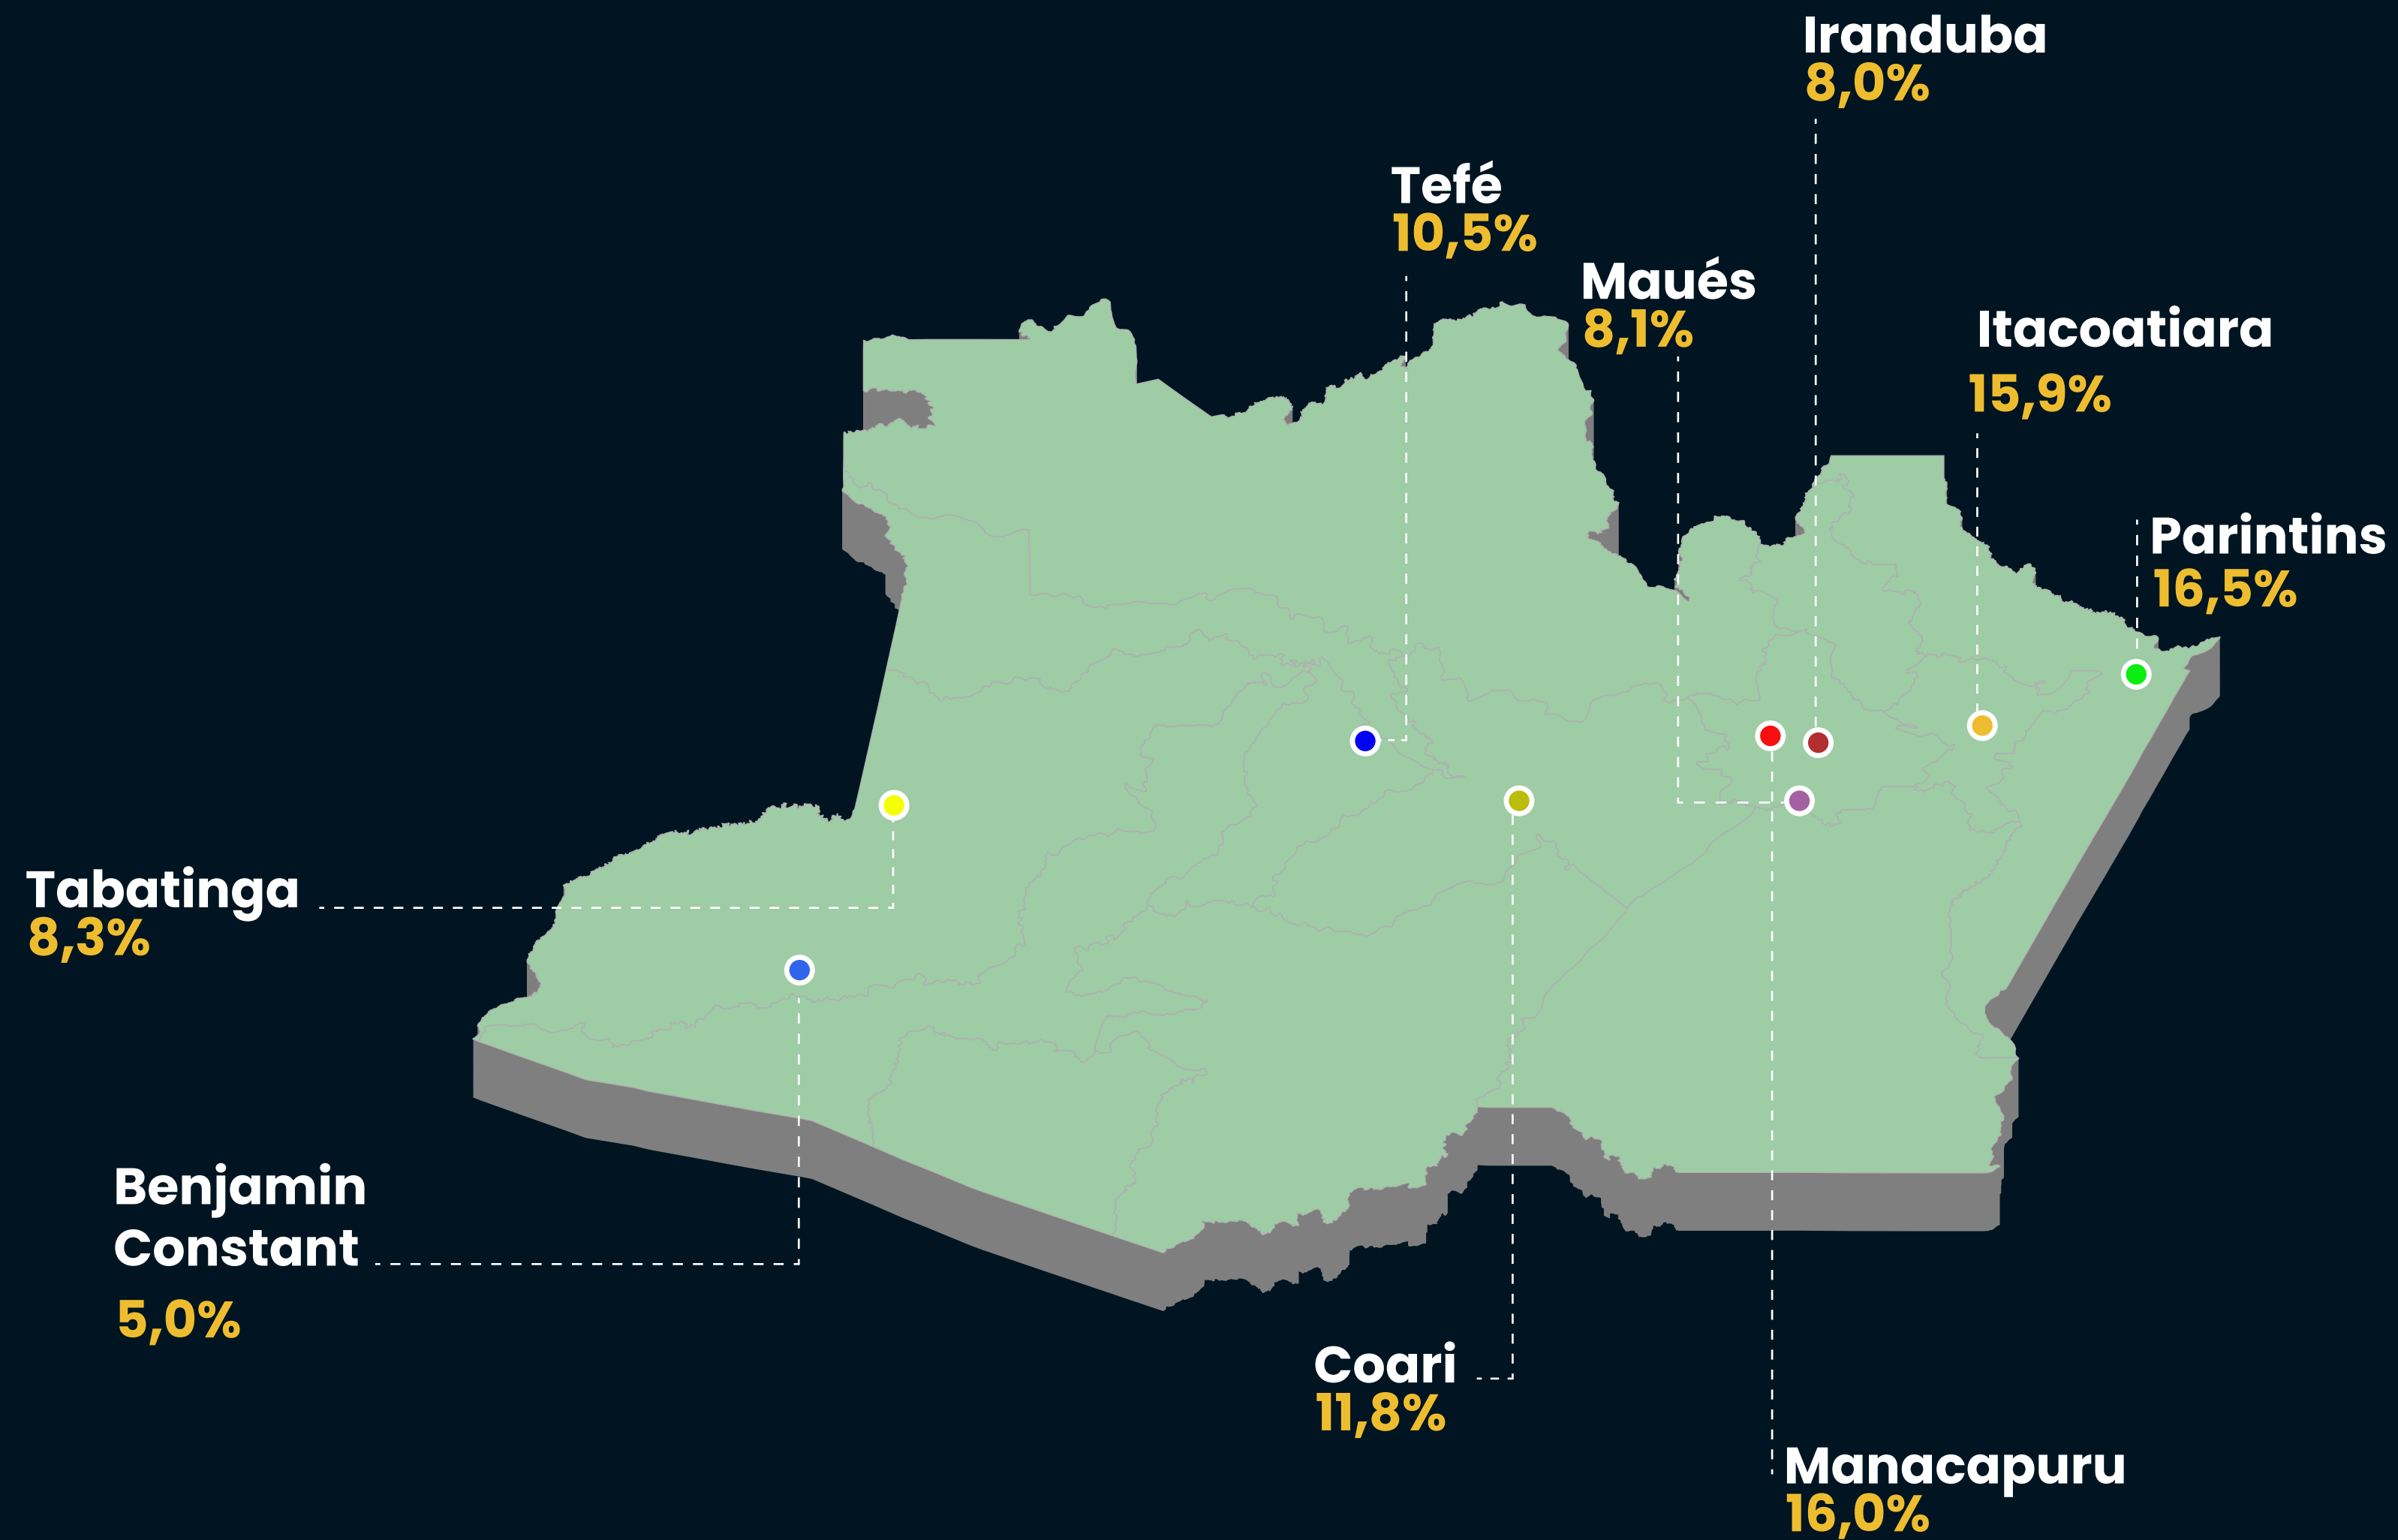 Iranduba
8,0%
Tefé
10,5%
Maués
8,1%
Itacoatiara
15,9%
Parintins
16,5%
Tabatinga
8,3%
Benjamin
Constant
5,0%
Coari
11,8%
Manacapuru
16,0%